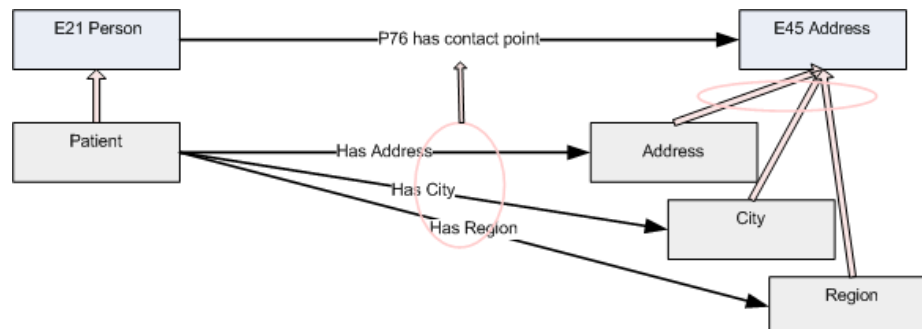 E21 Person
P76 has contact point
E45 Address
Patient
Has Address
Address
Has City
City
Has Region
Region